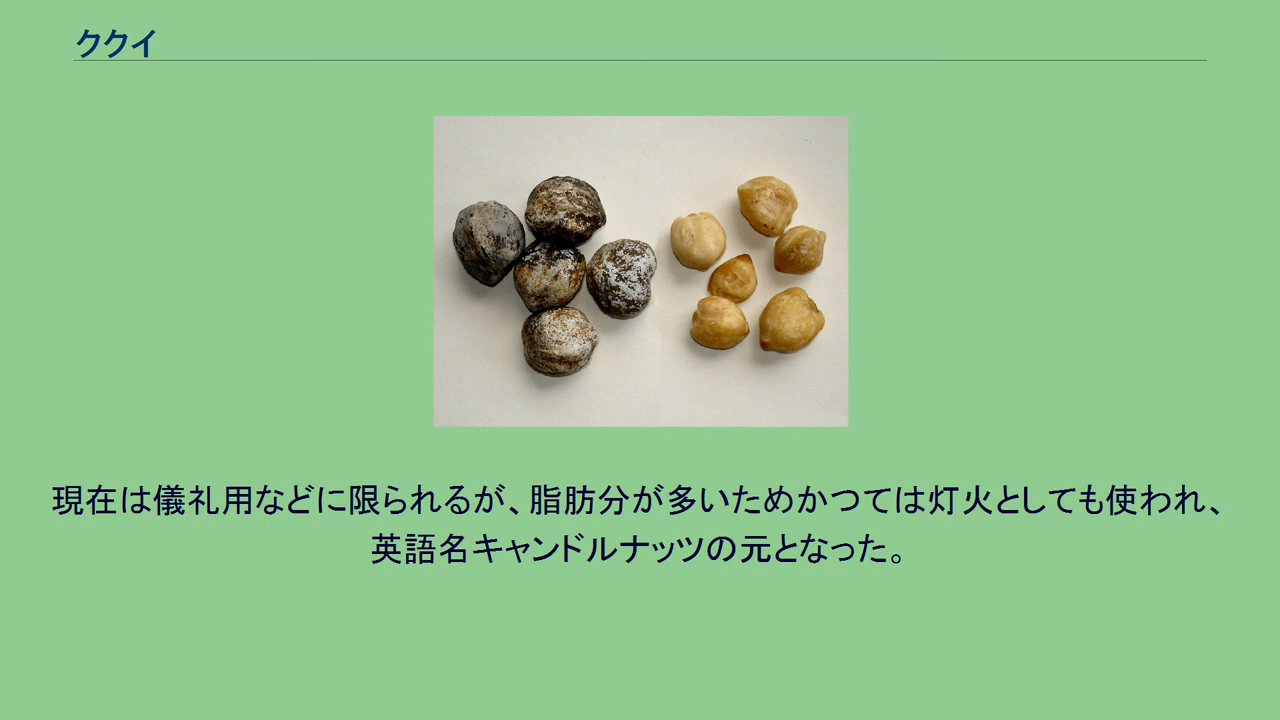 ククイ
現在は儀礼用などに限られるが、脂肪分が多いためかつては灯火としても使われ、
英語名キャンドルナッツの元となった。